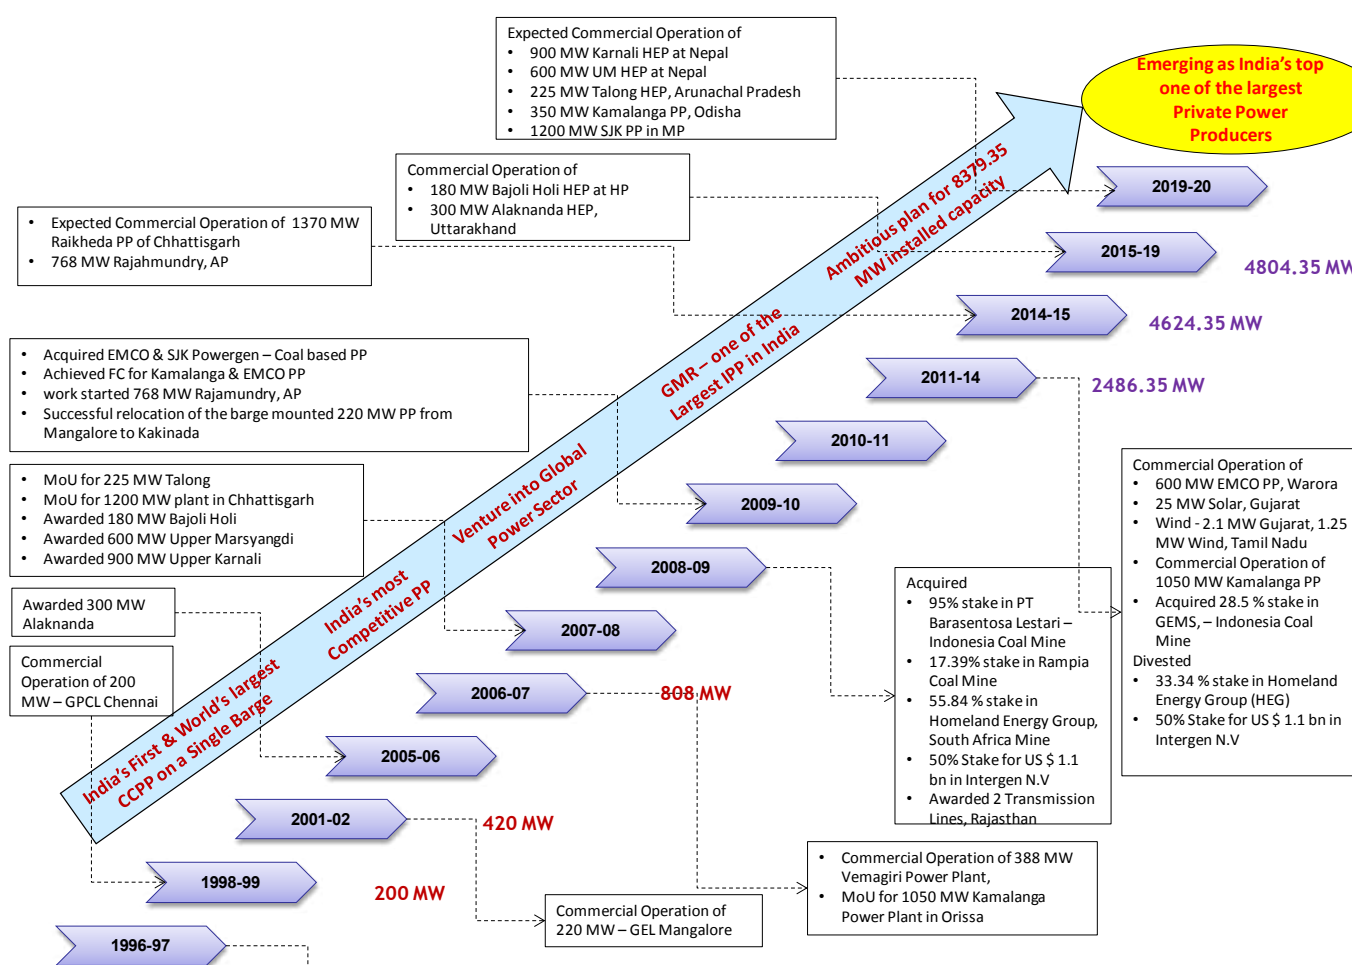 Expected Commercial Operation of
• 900 MW Karnali HEP at Nepal
• 600 MW UM HEP at Nepal
• 225 MW Talong HEP, Arunachal Pradesh
• 350 MW Kamalanga PP, Odisha
• 1200 MW SJK PP in MP
Emerging as India's top
one of the largest
Private Power
Producers
Commercial Operation of
• 180 MW Bajoli Holi HEP at HP
• 300 MW Alaknanda HEP,
Uttarakhand
• Expected Commercial Operation of 1370 MW
Raikheda PP of Chhattisgarh
• 768 MW Rajahmundry, AP
Ambitious plan for 8379.35
MW installed capacity
2019-20
2015-19
4804.35 MW
2014-15
4624.35 MW
• Acquired EMCO & SJK Powergen – Coal based PP
• Achieved FC for Kamalanga & EMCO PP
• work started 768 MW Rajamundry, AP
• Successful relocation of the barge mounted 220 MW PP from
Mangalore to Kakinada
GMR – one of the
Largest IPP in India
2011-14
2486.35 MW
2010-11
• MoU for 225 MW Talong
• MoU for 1200 MW plant in Chhattisgarh
• Awarded 180 MW Bajoli Holi
• Awarded 600 MW Upper Marsyangdi
• Awarded 900 MW Upper Karnali
Venture into Global
Power Sector
2009-10
Commercial Operation of
• 600 MW EMCO PP, Warora
• 25 MW Solar, Gujarat
• Wind - 2.1 MW Gujarat, 1.25
MW Wind, Tamil Nadu
• Commercial Operation of
1050 MW Kamalanga PP
• Acquired 28.5 % stake in
GEMS, – Indonesia Coal
Mine
Divested
• 33.34 % stake in Homeland
Energy Group (HEG)
• 50% Stake for US $ 1.1 bn in
Intergen N.V
2008-09
Acquired
• 95% stake in PT
Barasentosa Lestari –
Indonesia Coal Mine
• 17.39% stake in Rampia
Coal Mine
• 55.84 % stake in
Homeland Energy Group,
South Africa Mine
• 50% Stake for US $ 1.1
bn in Intergen N.V
• Awarded 2 Transmission
Lines, Rajasthan
Awarded 300 MW
Alaknanda
India's most
Competitive PP
2007-08
Commercial
Operation of 200
MW – GPCL Chennai
2006-07
808 MW
India's First & World's largest
CCPP on a Single Barge
2005-06
2001-02
420 MW
• Commercial Operation of 388 MW
Vemagiri Power Plant,
• MoU for 1050 MW Kamalanga
Power Plant in Orissa
1998-99
200 MW
Commercial Operation of
220 MW – GEL Mangalore
1996-97